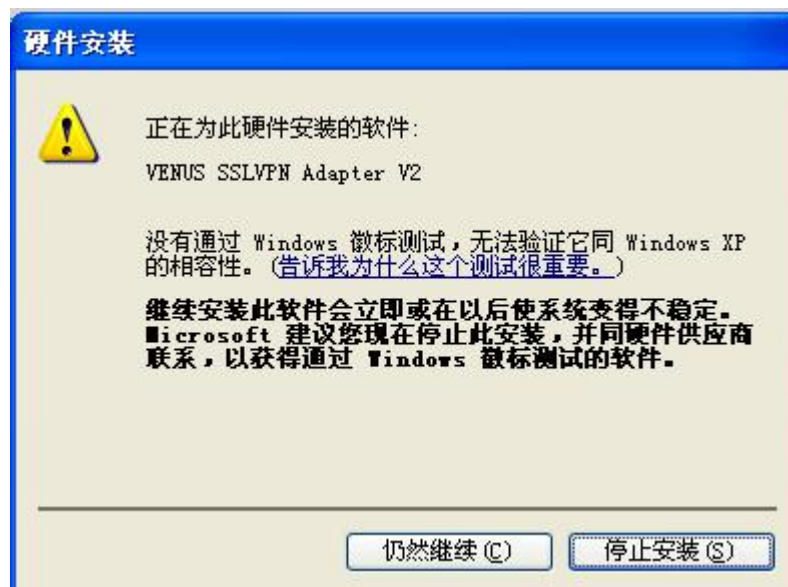 硬件安装
正在为此硬件安装的软件:
VENUS SSLVPN Adapter V2
没有通过 Windows 徽标测试，无法验证它同 Windows XP
的相容性。(告诉我为什么这个测试很重要。)
继续安装此软件会立即或在以后使系统变得不稳定。
Microsoft 建议您现在停止此安装，并同硬件供应商
联系，以获得通过 Windows 徽标测试的软件。
仍然继续(C)
停止安装(S)